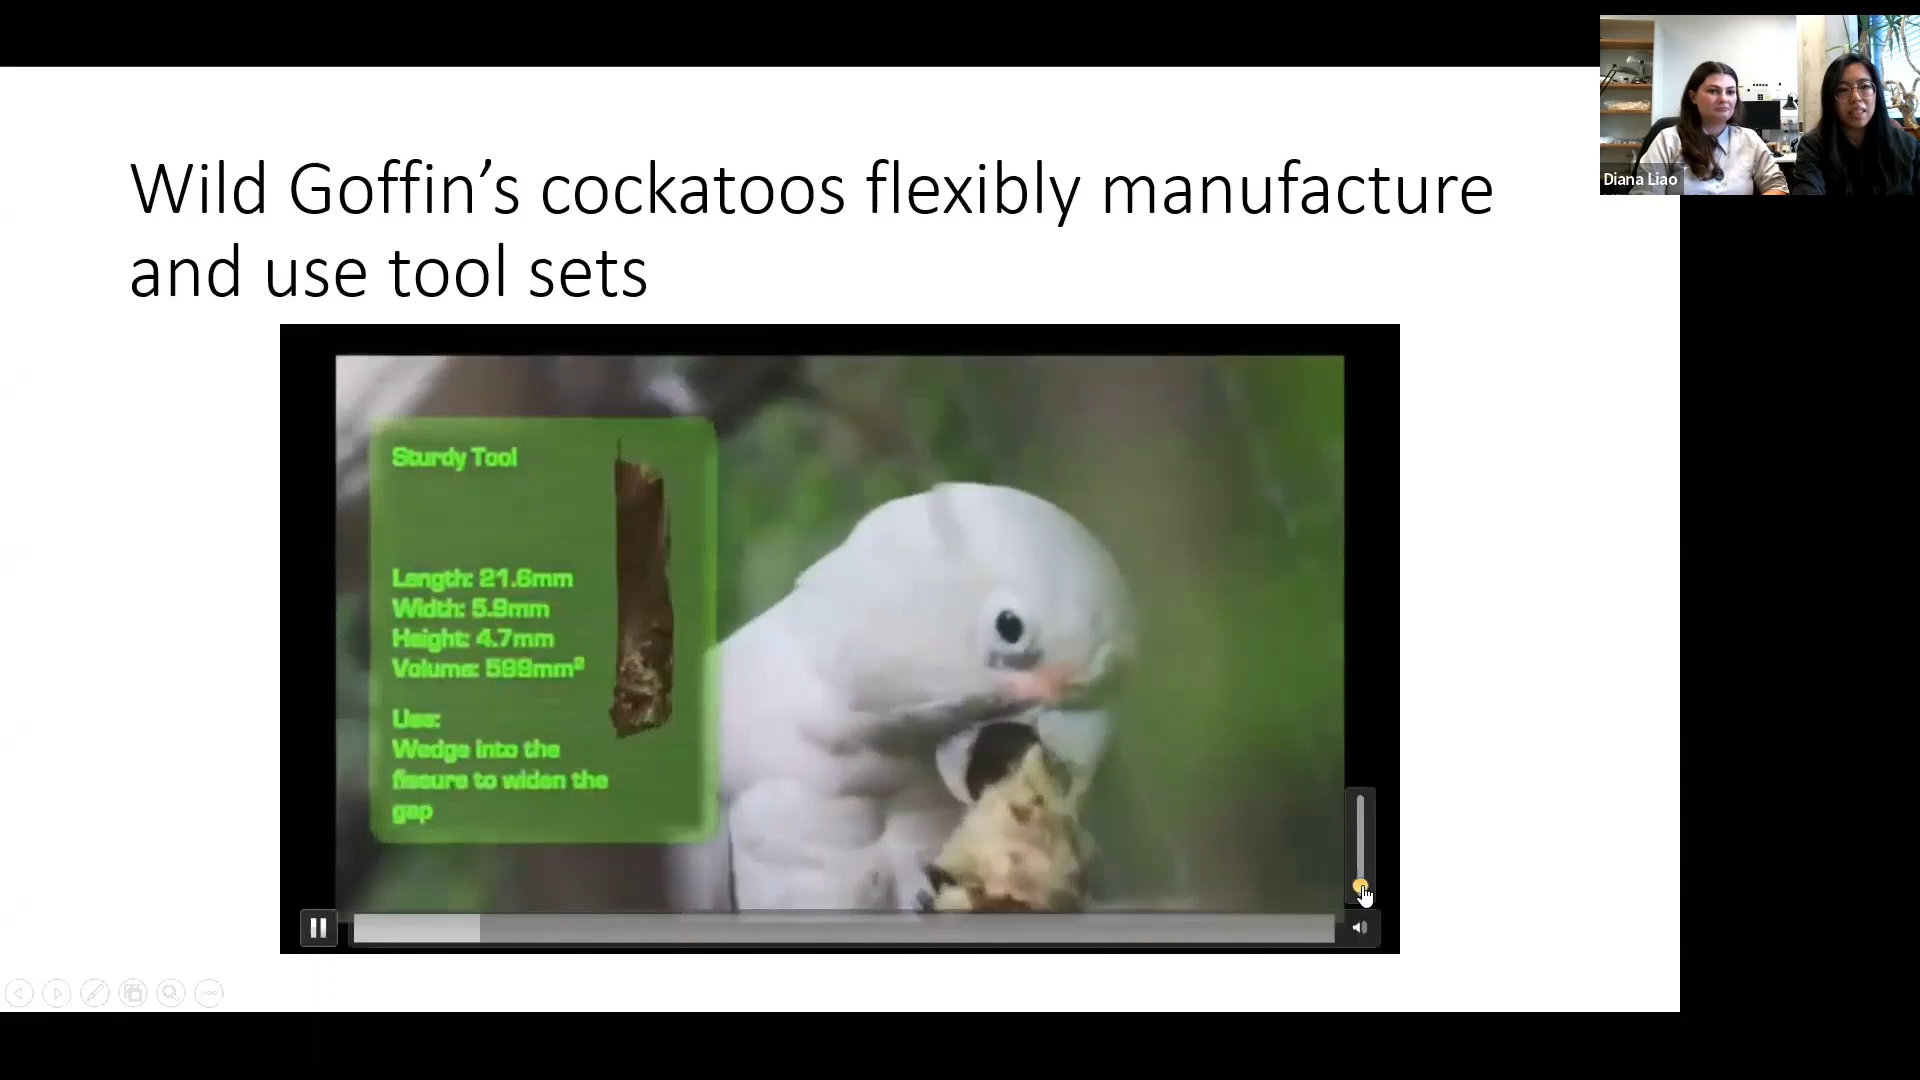 Wild Goffin’s cockatoos flexibly manufacture
and use tool sets
Diana Liao
Sturdy Tool
Length: 21.6mm
Width: 5.9mm
Height: 4.7mm
Volume: 599mm²
Use:
Wedge into the
fissure to widen the
gap